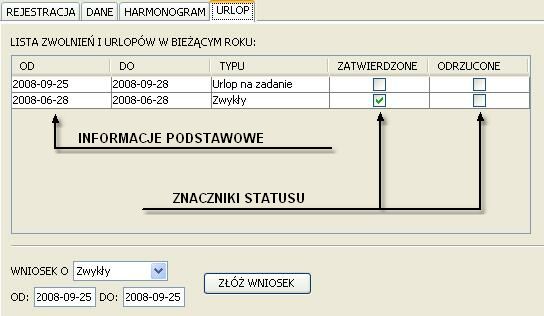 REJESTRACJA DANE HARMONOGRAM URLOP
LISTA ZWOLNIEŃ I URLOPÓW W BIEŻĄCYM ROKU:
OD DO TYPU ZATWIERDZONE ODRZUCONE
2008-09-25 2008-09-28 Urlop na zadanie
2008-06-28 2008-06-28 Zwykły
INFORMACJE PODSTAWOWE
ZNACZNIKI STATUSU
WNIOSEK O Zwykły
ZŁÓŻ WNIOSEK
OD: 2008-09-25 DO: 2008-09-25